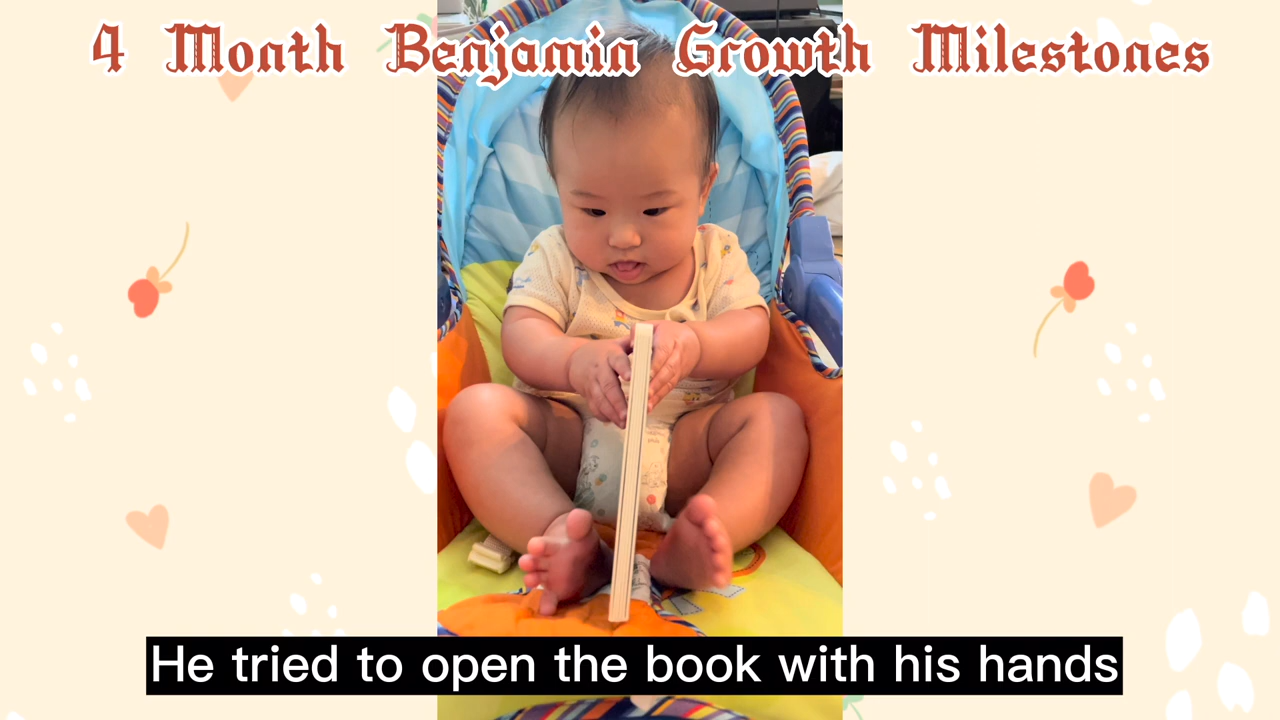 4 Month Benjamin Growth Milestones
He tried to open the book with his hands